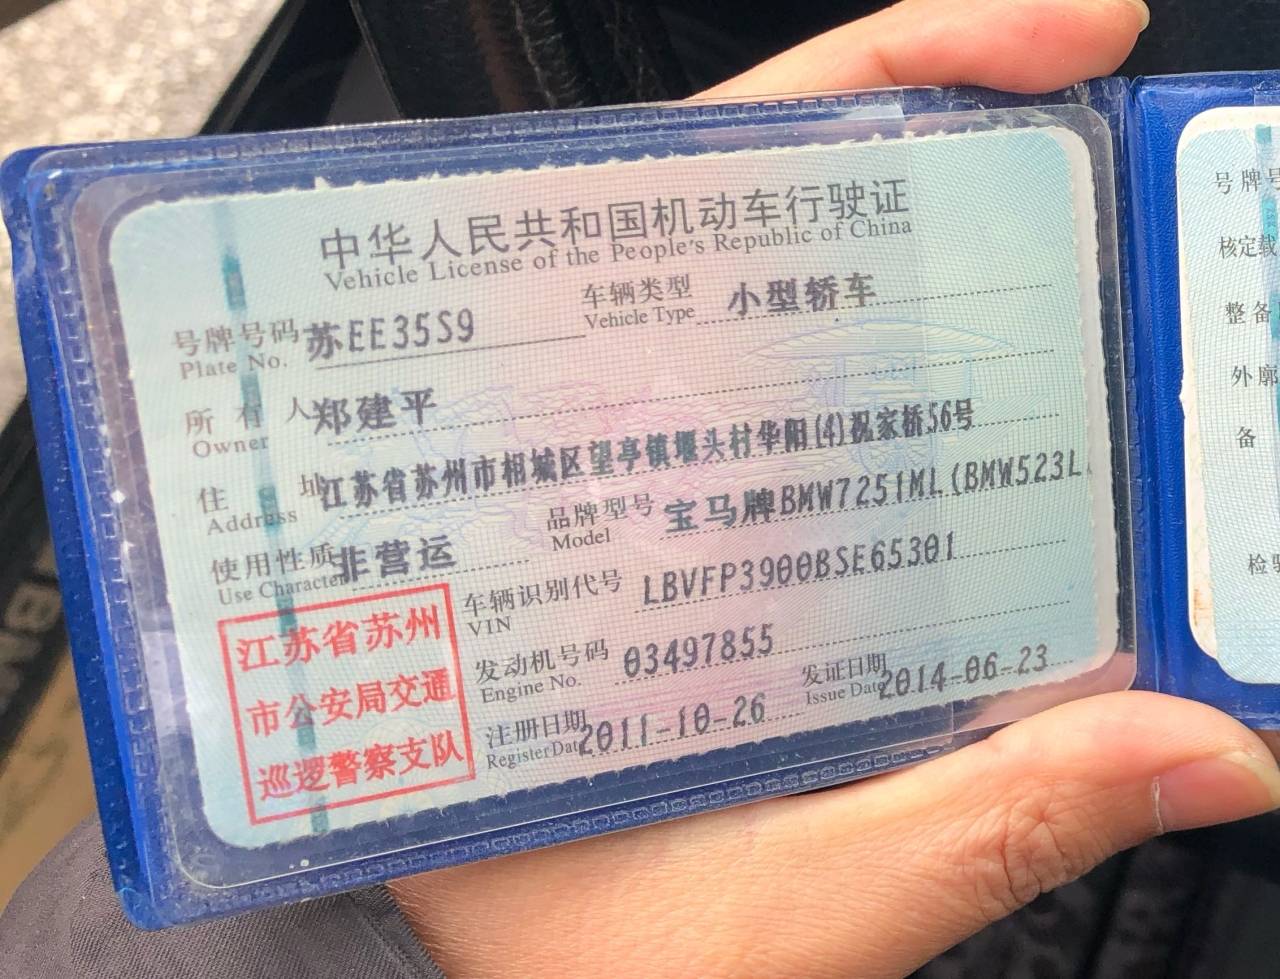 中华人民共和国机动车行驶证
Vehicle License of the People's Republic of China
号牌号码 苏EE35S9 车辆类型 小型轿车
Plate No. Vehicle Type
所有人 郑建平
Owner
住址 江苏省苏州市相城区望亭镇堰头村华阳(4)祝家桥56号
Address
使用性质 非营运 品牌型号 宝马牌BMW7251ML(BMW523L
Use Character Model
车辆识别代号 LBVFP3900BSE65301
VIN
发动机号码 03497855
Engine No.
注册日期 2011-10-26 发证日期 2014-06-23
Register Date Issue Date
江苏省苏州
市公安局交通
巡逻警察支队
号牌号
核定载
整备
外廓
备
检验